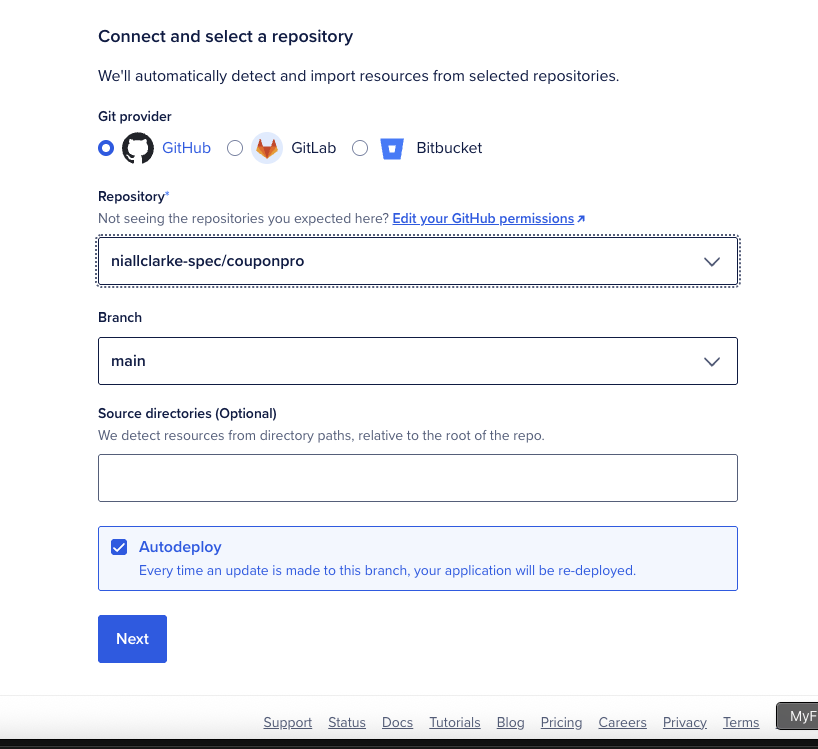 Connect and select a repository
We'll automatically detect and import resources from selected repositories.
Git provider
GitHub GitLab Bitbucket
Repository*
Not seeing the repositories you expected here? Edit your GitHub permissions
niallclarke-spec/couponpro
Branch
main
Source directories (Optional)
We detect resources from directory paths, relative to the root of the repo.
Autodeploy
Every time an update is made to this branch, your application will be re-deployed.
Next
Support Status Docs Tutorials Blog Pricing Careers Privacy Terms MyF